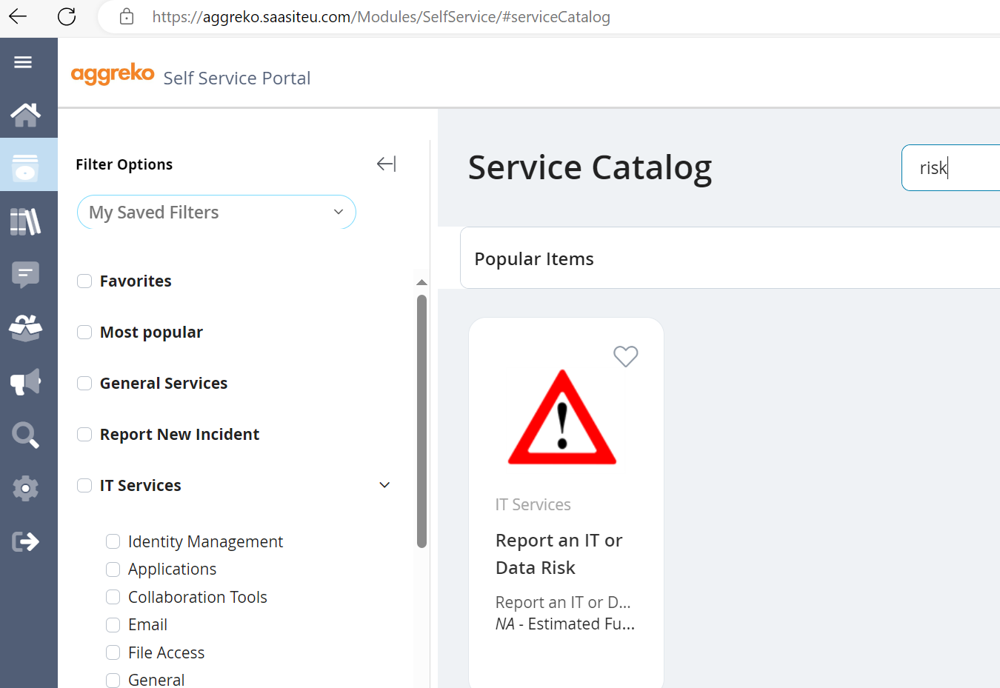 https://aggreko.saasiteu.com/Modules/SelfService/#serviceCatalog
aggreko Self Service Portal
Filter Options
My Saved Filters
Favorites
Most popular
General Services
Report New Incident
IT Services
Identity Management
Applications
Collaboration Tools
Email
File Access
General
Service Catalog
risk
Popular Items
IT Services
Report an IT or
Data Risk
Report an IT or D...
NA - Estimated Fu...